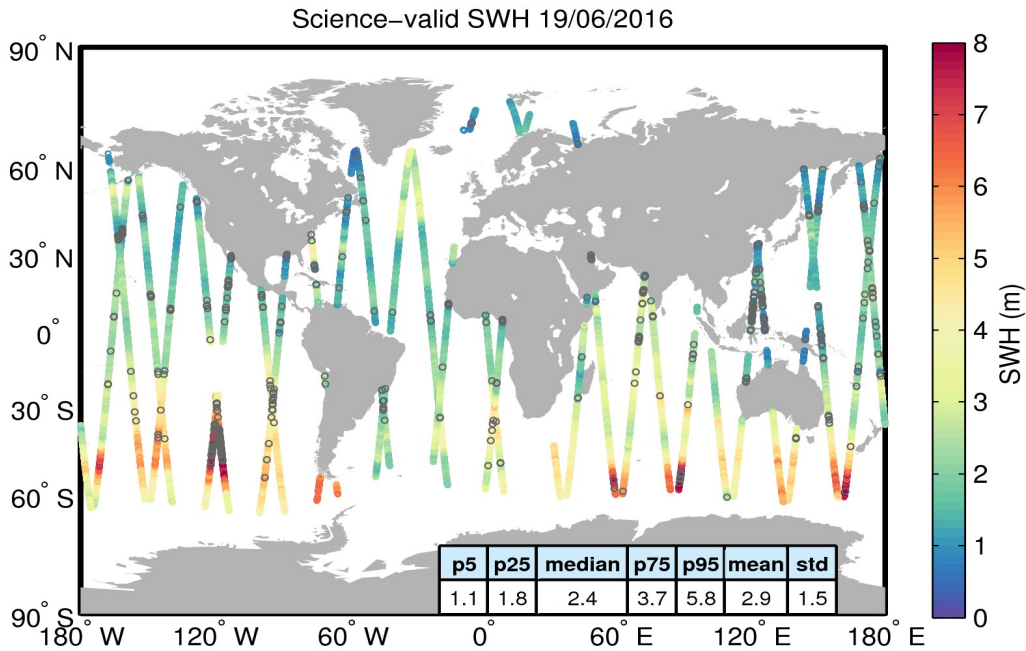 Science−valid SWH 19/06/2016
90° N
60° N
30° N
0°
30° S
60° S
90° S
180° W 120° W 60° W 0° 60° E 120° E 180° E
p5 p25 median p75 p95 mean std
1.1 1.8 2.4 3.7 5.8 2.9 1.5
8
7
6
5
4
3
2
1
0
SWH (m)